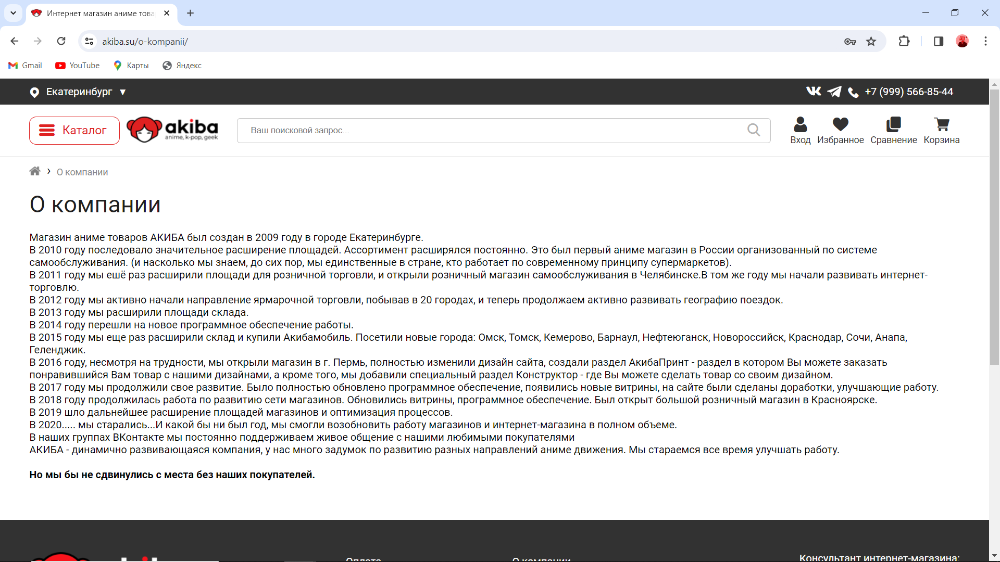 Интернет магазин аниме това
akiba.su/o-kompanii/
Gmail
YouTube
Карты
Яндекс
Екатеринбург ▼
+7 (999) 566-85-44
Каталог
akiba
anime, k-pop, geek
Ваш поисковой запрос...
Вход
Избранное
Сравнение
Корзина
О компании
О компании
Магазин аниме товаров АКИБА был создан в 2009 году в городе Екатеринбурге.
В 2010 году последовало значительное расширение площадей. Ассортимент расширялся постоянно. Это был первый аниме магазин в России организованный по системе
самообслуживания. (и насколько мы знаем, до сих пор, мы единственные в стране, кто работает по современному принципу супермаркетов).
В 2011 году мы ешё раз расширили площади для розничной торговли, и открыли розничный магазин самообслуживания в Челябинске.В том же году мы начали развивать интернет-
торговлю.
В 2012 году мы активно начали направление ярмарочной торговли, побывав в 20 городах, и теперь продолжаем активно развивать географию поездок.
В 2013 году мы расширили площади склада.
В 2014 году перешли на новое программное обеспечение работы.
В 2015 году мы еще раз расширили склад и купили Акибамобиль. Посетили новые города: Омск, Томск, Кемерово, Барнаул, Нефтеюганск, Новороссийск, Краснодар, Сочи, Анапа,
Геленджик.
В 2016 году, несмотря на трудности, мы открыли магазин в г. Пермь, полностью изменили дизайн сайта, создали раздел АкибаПринт - раздел в котором Вы можете заказать
понравившийся Вам товар с нашими дизайнами, а кроме того, мы добавили специальный раздел Конструктор - где Вы можете сделать товар со своим дизайном.
В 2017 году мы продолжили свое развитие. Было полностью обновлено программное обеспечение, появились новые витрины, на сайте были сделаны доработки, улучшающие работу.
В 2018 году продолжилась работа по развитию сети магазинов. Обновились витрины, программное обеспечение. Был открыт большой розничный магазин в Красноярске.
В 2019 шло дальнейшее расширение площадей магазинов и оптимизация процессов.
В 2020..... мы старались...И какой бы ни был год, мы смогли возобновить работу магазинов и интернет-магазина в полном объеме.
В наших группах ВКонтакте мы постоянно поддерживаем живое общение с нашими любимыми покупателями
АКИБА - динамично развивающаяся компания, у нас много задумок по развитию разных направлений аниме движения. Мы стараемся все время улучшать работу.
Но мы бы не сдвинулись с места без наших покупателей.
Оплата
О компании
Консультант интернет-магазина: